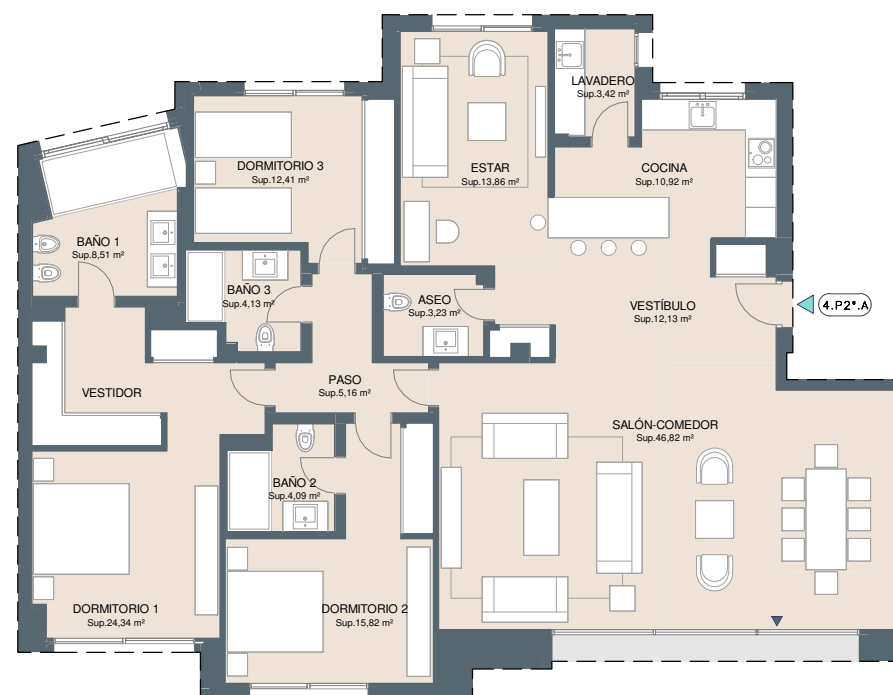 LAVADERO
Sup.3,42 m²
DORMITORIO 3
Sup.12,41 m²
ESTAR
Sup.13,86 m²
COCINA
Sup.10,92 m²
BAÑO 1
Sup.8,51 m²
BAÑO 3
Sup.4,13 m²
ASEO
Sup.3,23 m²
VESTÍBULO
Sup.12,13 m²
4.P2°.A
VESTIDOR
PASO
Sup.5,16 m²
SALÓN-COMEDOR
Sup.46,82 m²
BAÑO 2
Sup.4,09 m²
DORMITORIO 1
Sup.24,34 m²
DORMITORIO 2
Sup.15,82 m²